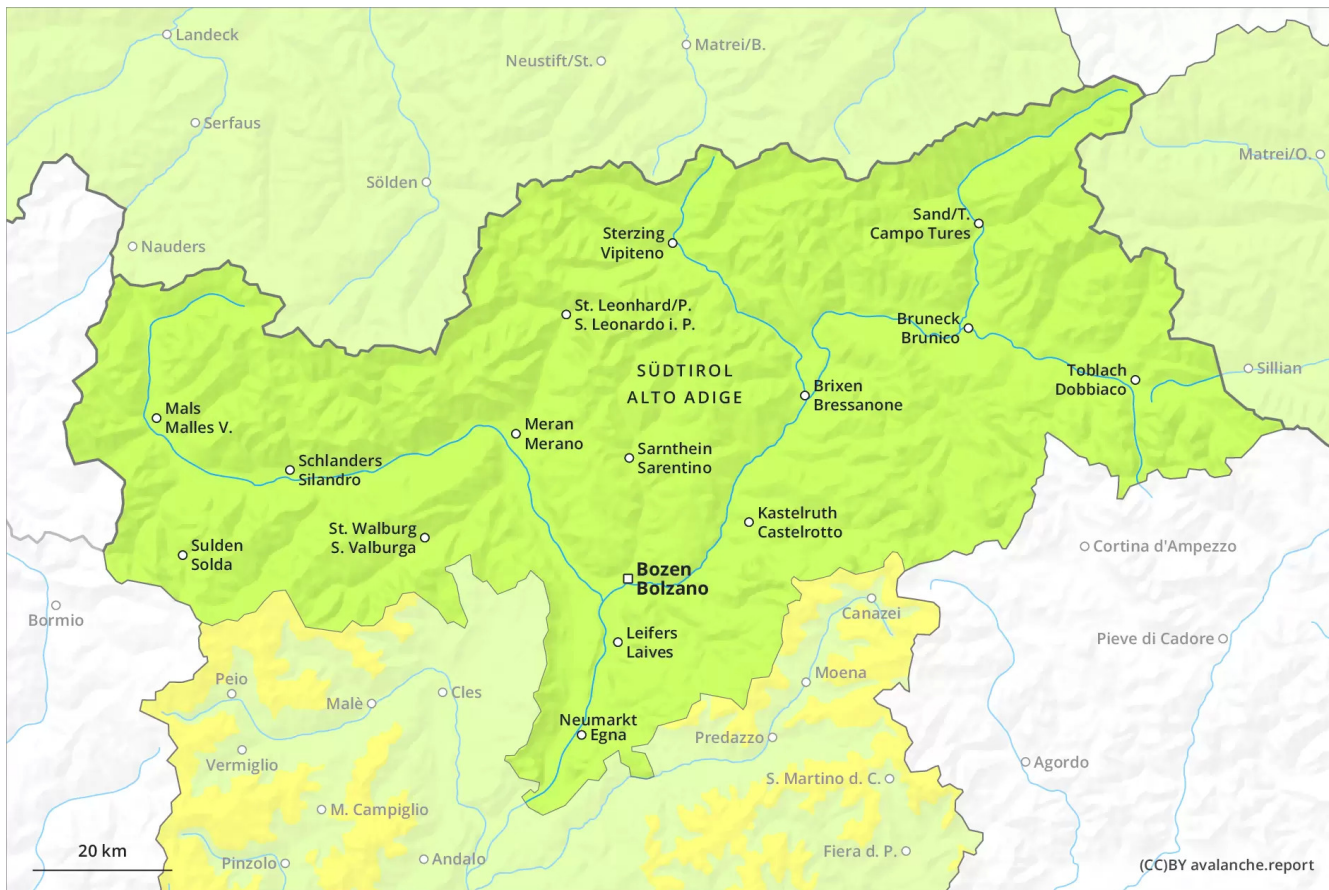 Landeck
Matrei/B.
Neustift/St.
Serfaus
Matrei/O.
Sölden
Sand/T.
Campo Tures
Sterzing
Vipiteno
Nauders
St. Leonhard/P.
S. Leonardo i. P.
Bruneck
Brunico
SÜDTIROL
ALTO ADIGE
Toblach
Dobbiaco
Sillian
Brixen
Bressanone
Mals
Malles V.
Meran
Merano
Sarnthein
Sarentino
Schlanders
Silandro
Kastelruth
Castelrotto
St. Walburg
S. Valburga
Sulden
Solda
Cortina d'Ampezzo
Bozen
Bolzano
Bormio
Canazei
Leifers
Laives
Pieve di Cadore
Moena
Peio
Malè
Cles
Neumarkt
Egna
Predazzo
Vermiglio
Agordo
S. Martino d. C.
M. Campiglio
20 km
Pinzolo
Andalo
Fiera d. P.
(CC)BY avalanche.report